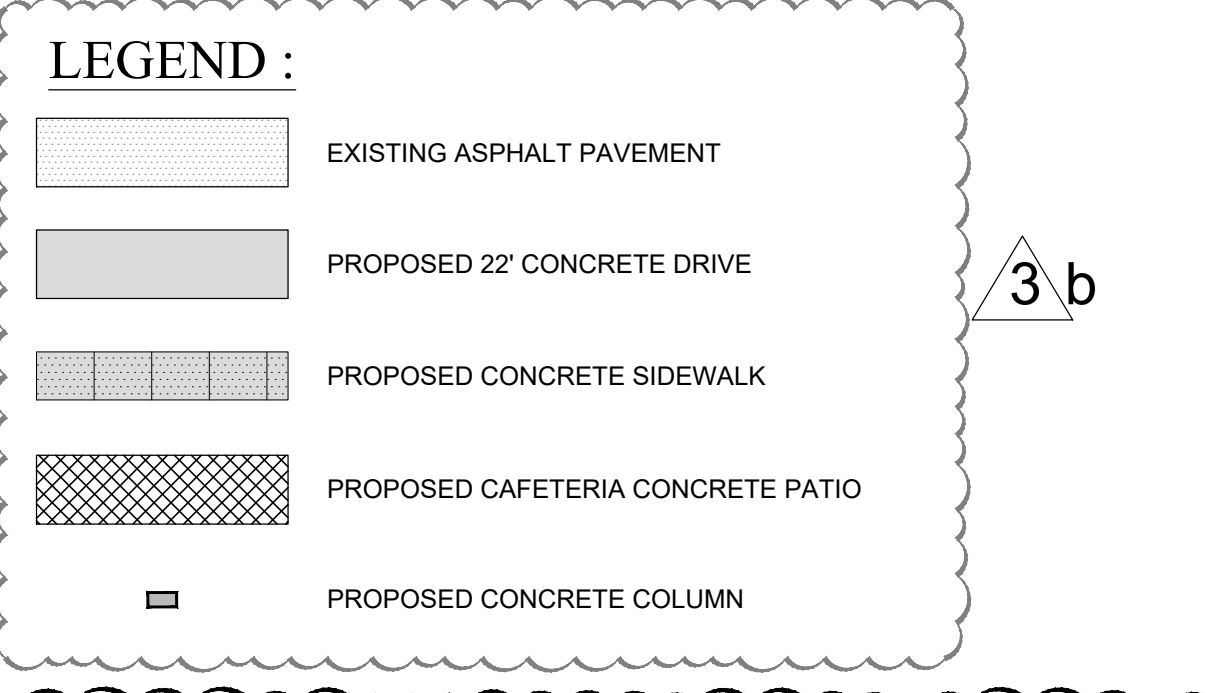 LEGEND :
EXISTING ASPHALT PAVEMENT
PROPOSED 22' CONCRETE DRIVE
3 b
PROPOSED CONCRETE SIDEWALK
PROPOSED CAFETERIA CONCRETE PATIO
PROPOSED CONCRETE COLUMN